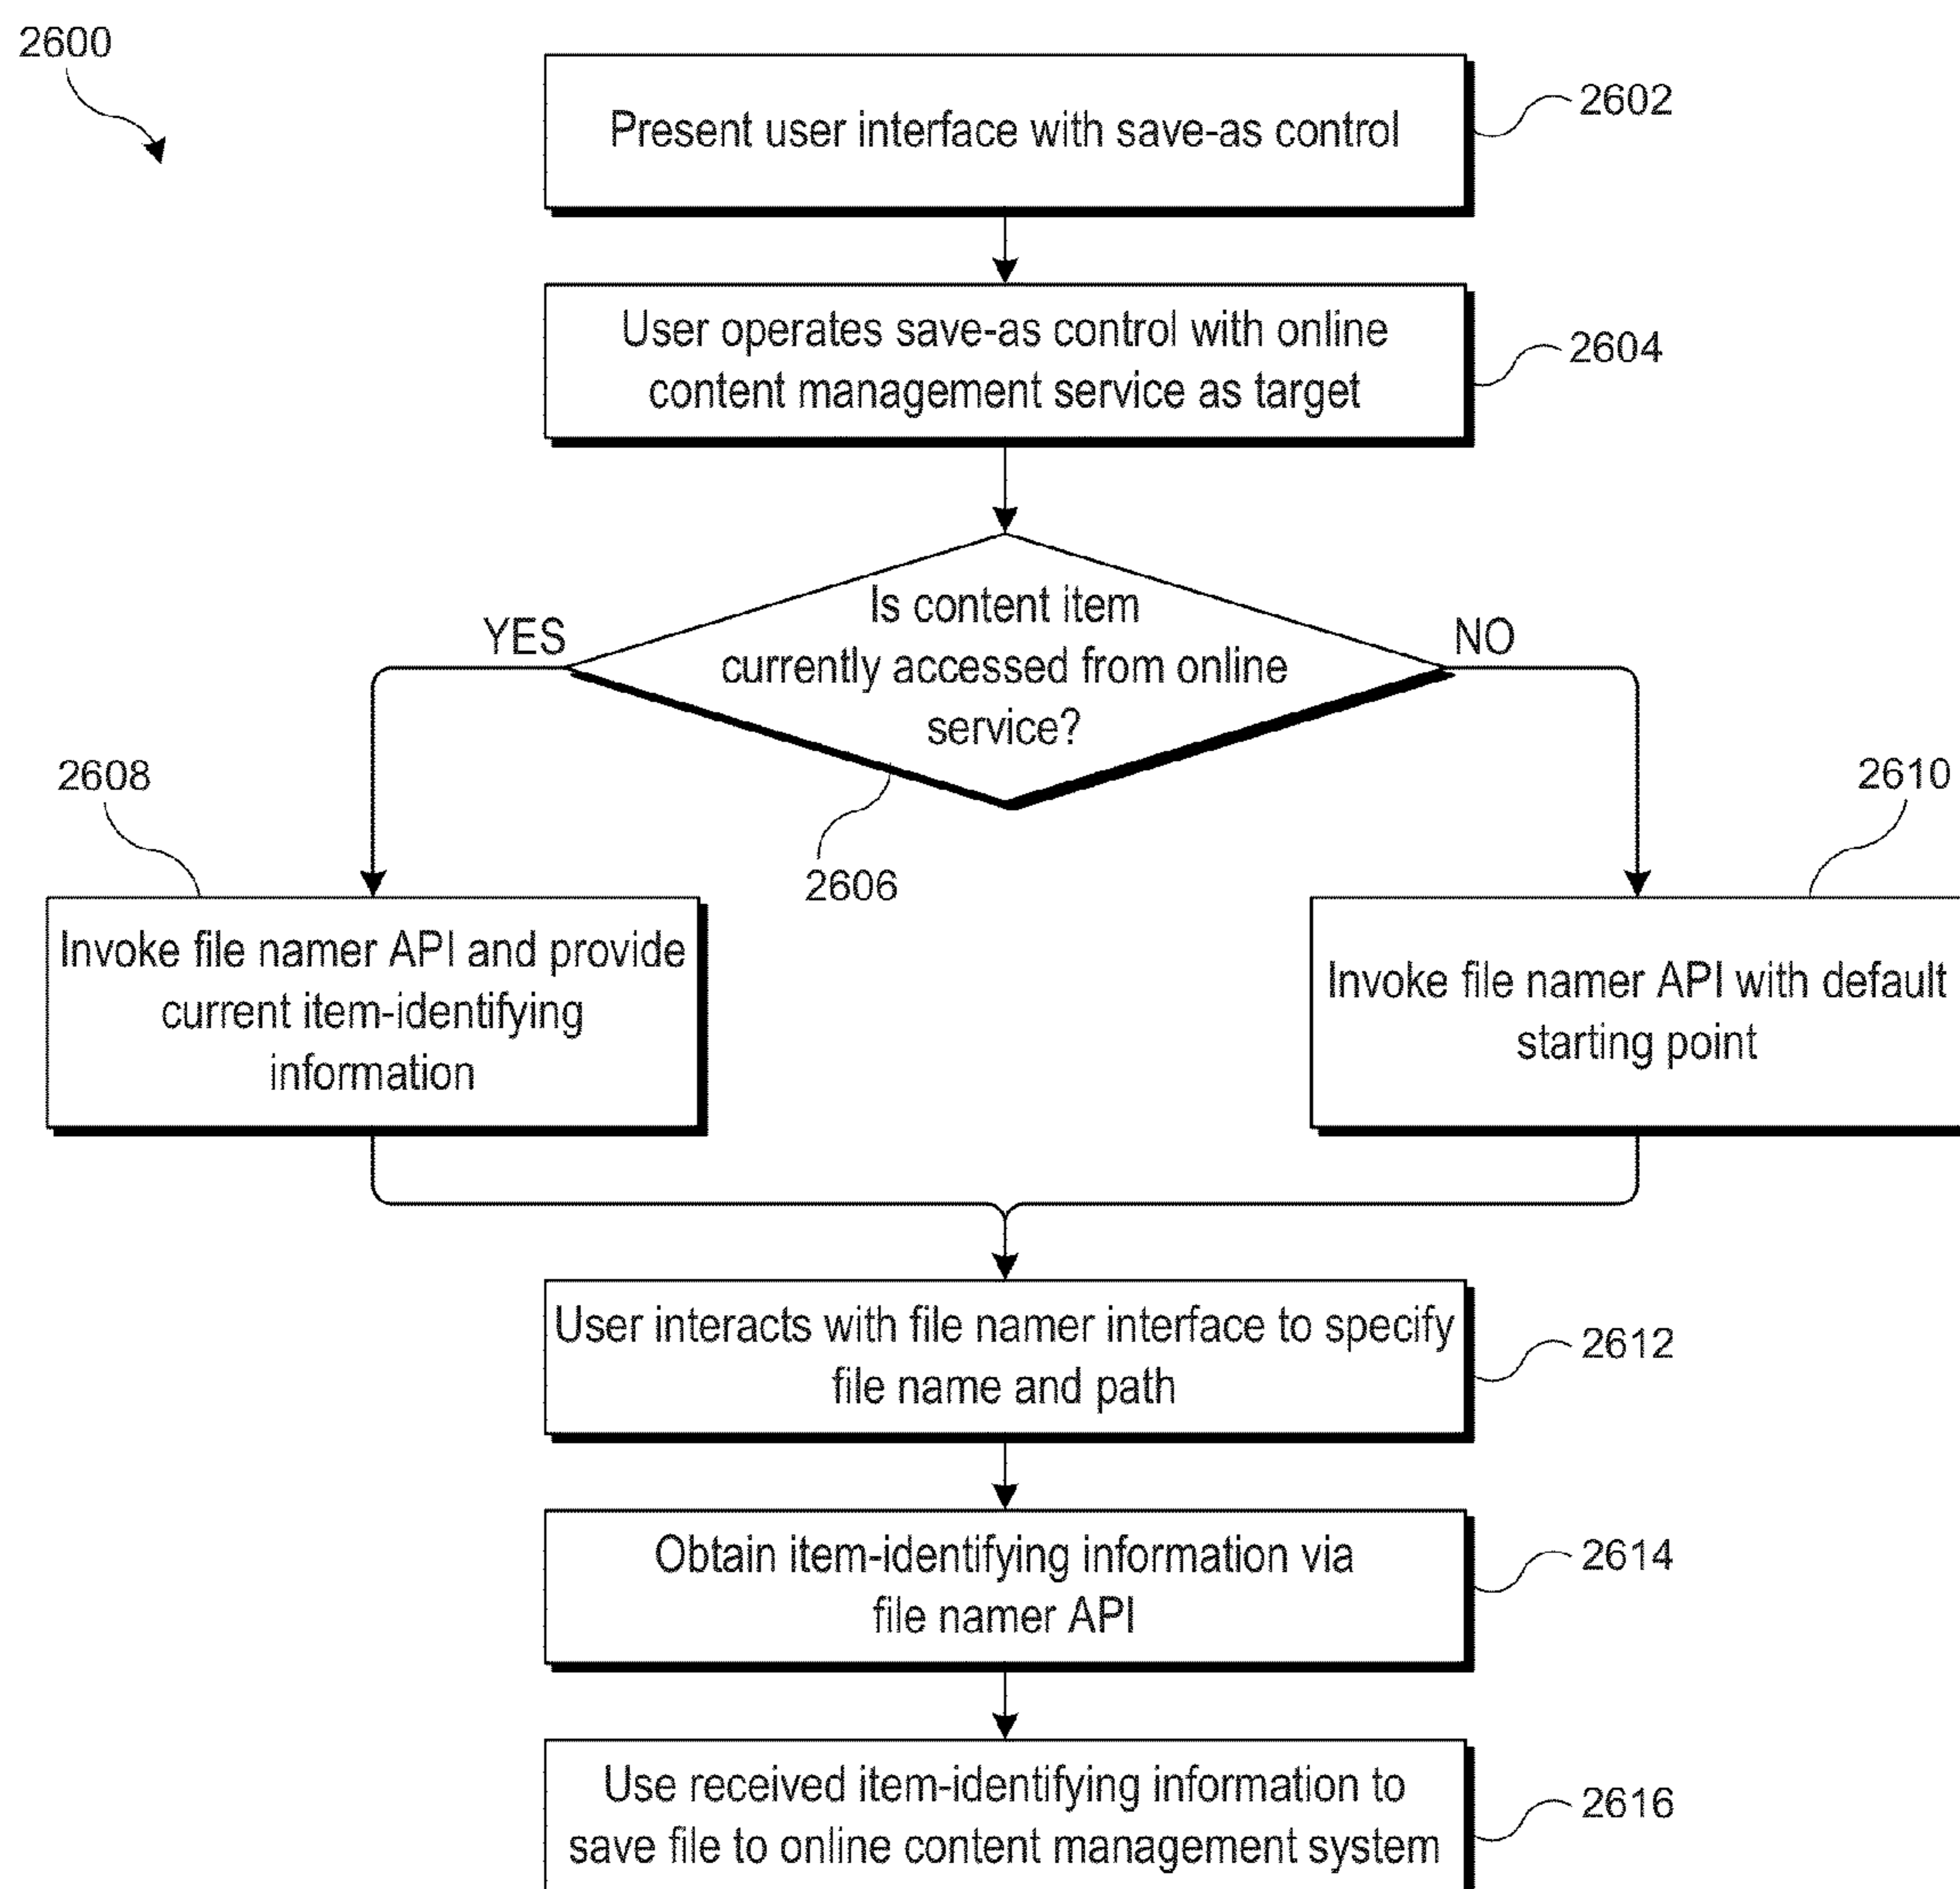 2600
Present user interface with save-as control
2602
User operates save-as control with online
content management service as target
2604
Is content item
currently accessed from online
service?
YES
NO
2606
2608
Invoke file namer API and provide
current item-identifying
information
2610
Invoke file namer API with default
starting point
User interacts with file namer interface to specify
file name and path
2612
Obtain item-identifying information via
file namer API
2614
Use received item-identifying information to
save file to online content management system
2616